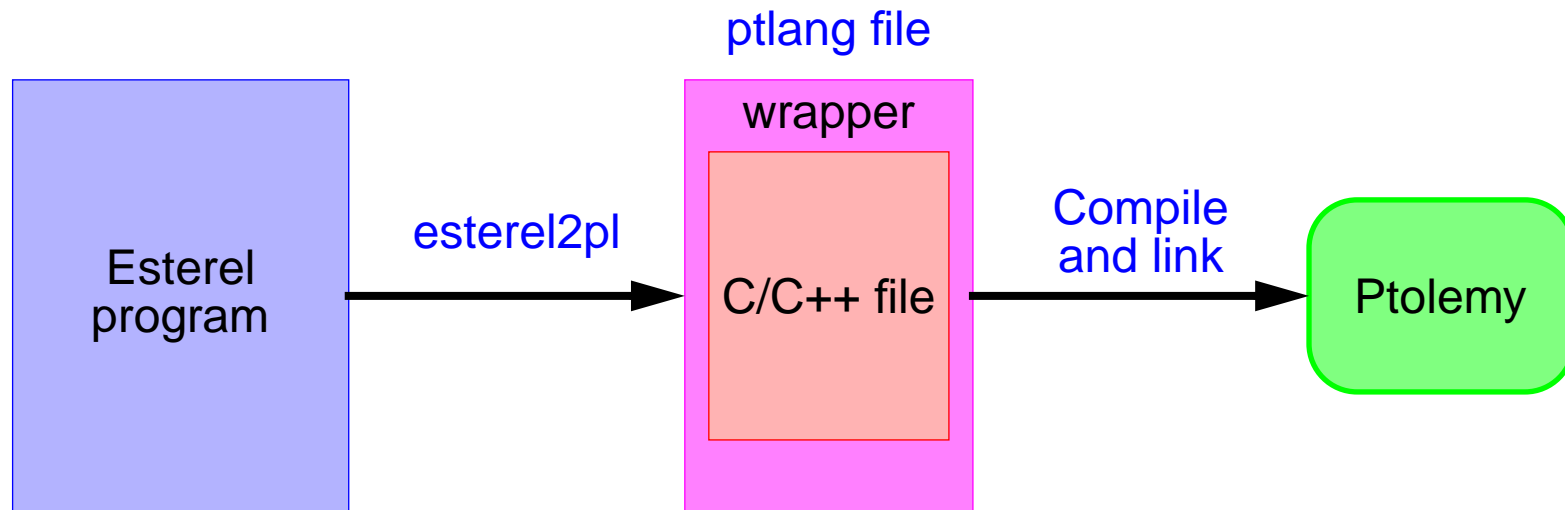 ptlang file
wrapper
Esterel
program
esterel2pl
C/C++ file
Compile
and link
Ptolemy